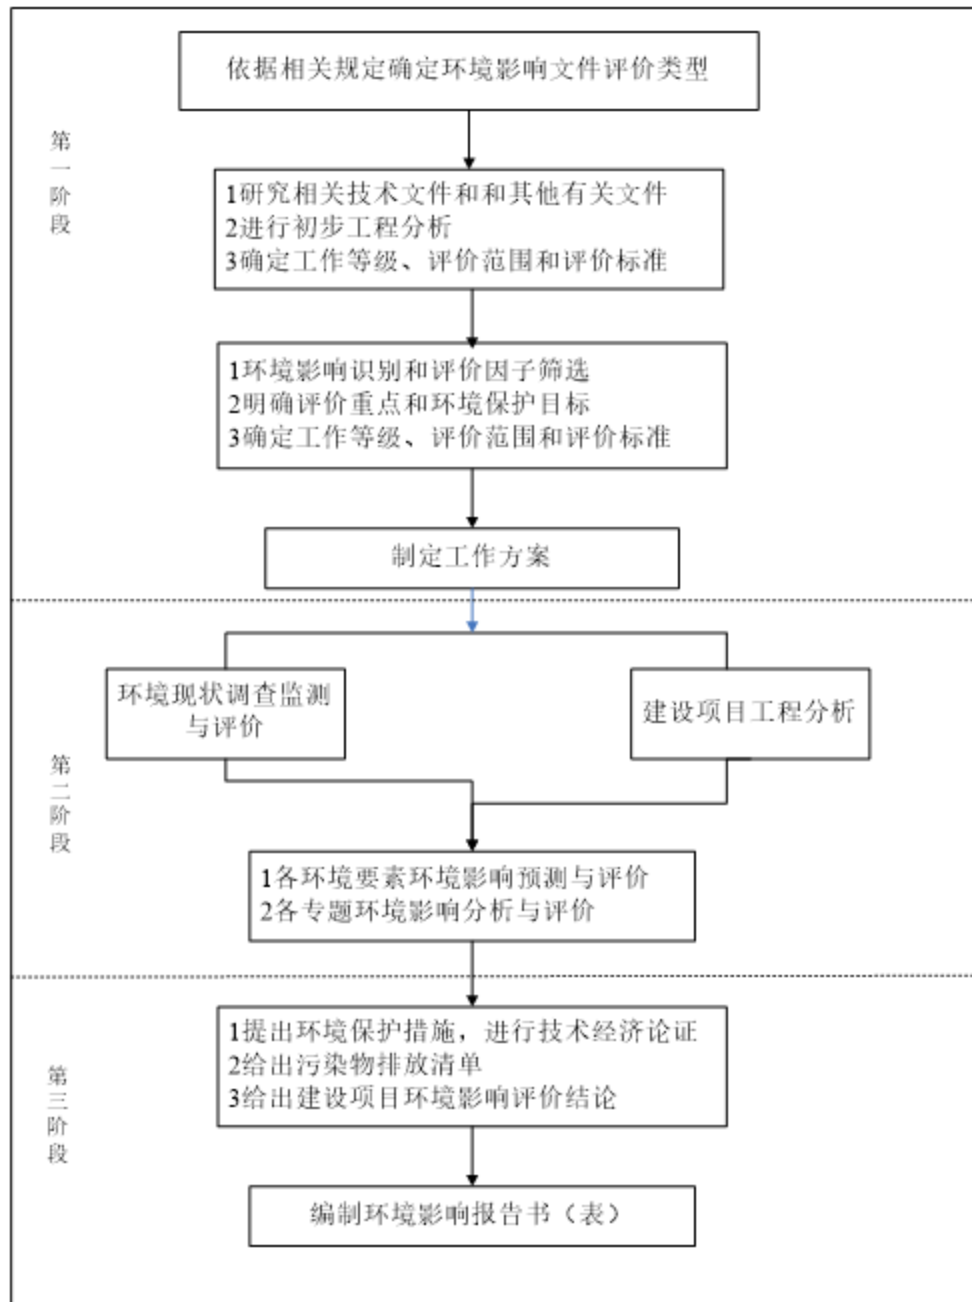 依据相关规定确定环境影响文件评价类型
第一阶段
1研究相关技术文件和和其他有关文件
2进行初步工程分析
3确定工作等级、评价范围和评价标准
1环境影响识别和评价因子筛选
2明确评价重点和环境保护目标
3确定工作等级、评价范围和评价标准
制定工作方案
环境现状调查监测
与评价
建设项目工程分析
第二阶段
1各环境要素环境影响预测与评价
2各专题环境影响分析与评价
1提出环境保护措施，进行技术经济论证
2给出污染物排放清单
3给出建设项目环境影响评价结论
第三阶段
编制环境影响报告书（表）